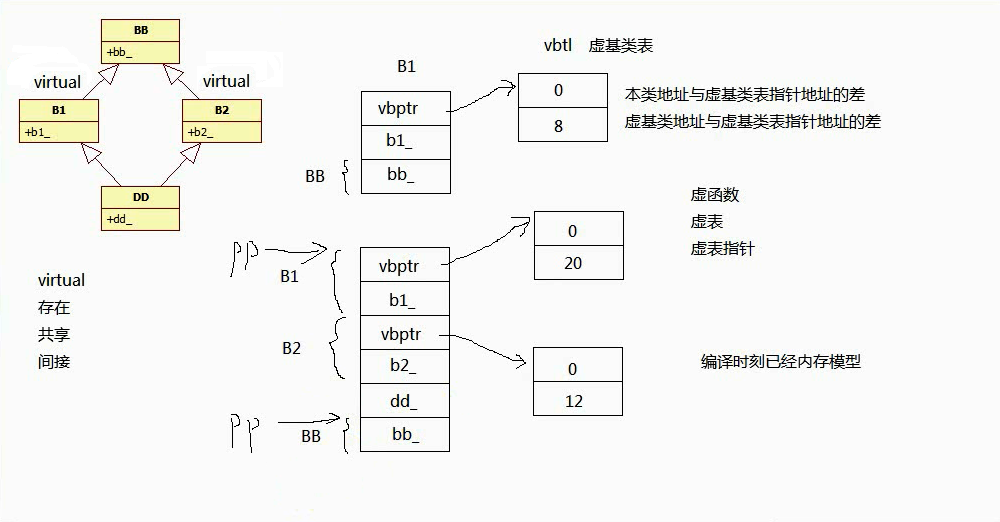 BB
+bb_
virtual
virtual
B1
+b1_
B2
+b2_
DD
+dd_
virtual
存在
共享
间接
B1
vbptr
b1_
BB
bb_
vbtl 虚基类表
0
本类地址与虚基类表指针地址的差
8
虚基类地址与虚基类表指针地址的差
虚函数
虚表
虚表指针
pp
B1
vbptr
b1_
0
20
B2
vbptr
b2_
0
12
编译时刻已经内存模型
dd_
pp
BB
bb_